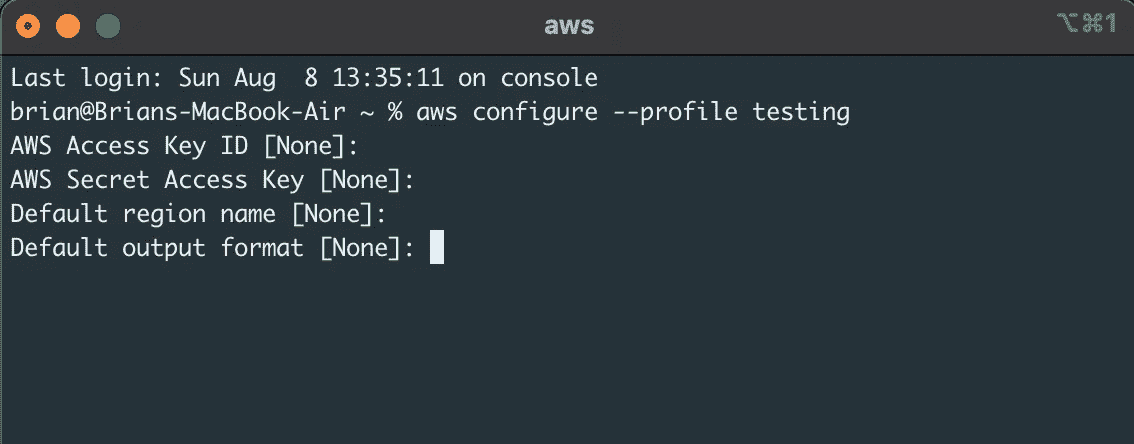 aws
⌥⌘1
Last login: Sun Aug  8 13:35:11 on console
brian@Brians-MacBook-Air ~ % aws configure --profile testing
AWS Access Key ID [None]:
AWS Secret Access Key [None]:
Default region name [None]:
Default output format [None]: